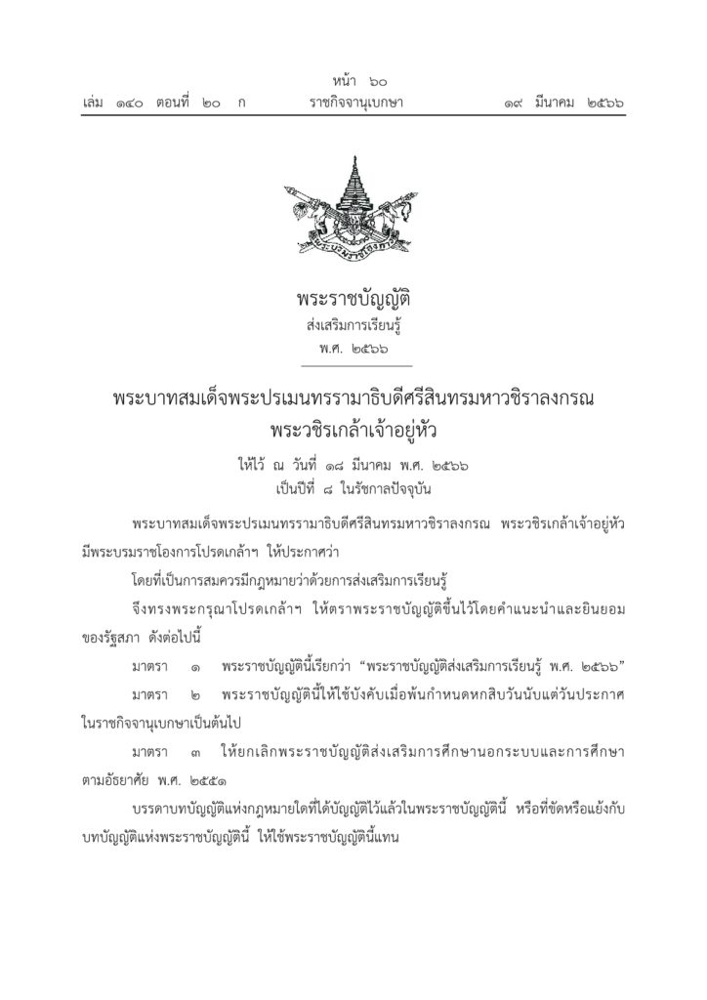 หน้า ๖๐
เล่ม ๑๔๐ ตอนที่ ๒๐ ก ราชกิจจานุเบกษา ๑๙ มีนาคม ๒๕๖๖
พระบรมราชโองการ
พระราชบัญญัติ
ส่งเสริมการเรียนรู้
พ.ศ. ๒๕๖๖
พระบาทสมเด็จพระปรเมนทรรามาธิบดีศรีสินทรมหาวชิราลงกรณ
พระวชิรเกล้าเจ้าอยู่หัว
ให้ไว้ ณ วันที่ ๑๘ มีนาคม พ.ศ. ๒๕๖๖
เป็นปีที่ ๘ ในรัชกาลปัจจุบัน
พระบาทสมเด็จพระปรเมนทรรามาธิบดีศรีสินทรมหาวชิราลงกรณ พระวชิรเกล้าเจ้าอยู่หัว
มีพระบรมราชโองการโปรดเกล้าฯ ให้ประกาศว่า
โดยที่เป็นการสมควรมีกฎหมายว่าด้วยการส่งเสริมการเรียนรู้
จึงทรงพระกรุณาโปรดเกล้าฯ ให้ตราพระราชบัญญัติขึ้นไว้โดยคำแนะนำและยินยอม
ของรัฐสภา ดังต่อไปนี้
มาตรา ๑ พระราชบัญญัตินี้เรียกว่า “พระราชบัญญัติส่งเสริมการเรียนรู้ พ.ศ. ๒๕๖๖”
มาตรา ๒ พระราชบัญญัตินี้ให้ใช้บังคับเมื่อพ้นกำหนดหกสิบวันนับแต่วันประกาศ
ในราชกิจจานุเบกษาเป็นต้นไป
มาตรา ๓ ให้ยกเลิกพระราชบัญญัติส่งเสริมการศึกษานอกระบบและการศึกษา
ตามอัธยาศัย พ.ศ. ๒๕๕๑
บรรดาบทบัญญัติแห่งกฎหมายใดที่ได้บัญญัติไว้แล้วในพระราชบัญญัตินี้ หรือที่ขัดหรือแย้งกับ
บทบัญญัติแห่งพระราชบัญญัตินี้ ให้ใช้พระราชบัญญัตินี้แทน